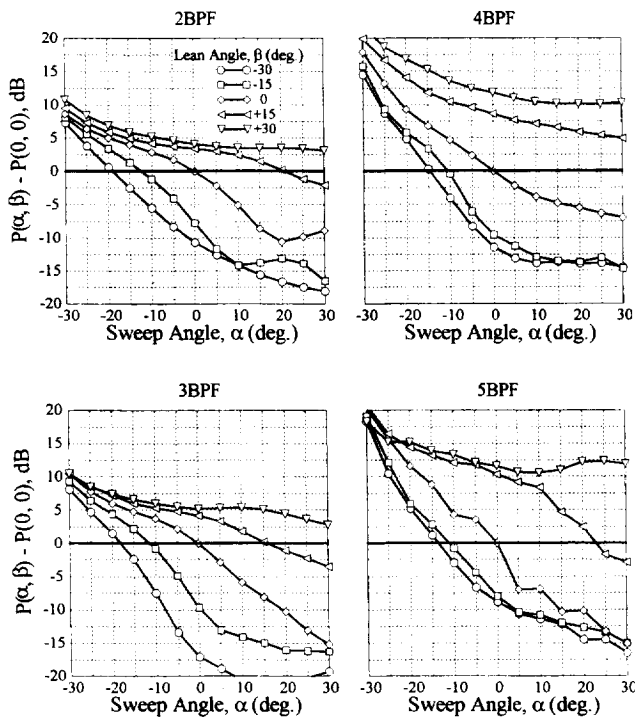 2BPF
P(α, β) - P(0, 0), dB
20
15
10
5
0
-5
-10
-15
-20
Lean Angle, β (deg.)
-30
-15
0
+15
+30
-30 -20 -10 0 10 20 30
Sweep Angle, α (deg.)
4BPF
-30 -20 -10 0 10 20 30
Sweep Angle, α (deg.)
3BPF
P(α, β) - P(0, 0), dB
20
15
10
5
0
-5
-10
-15
-20
-30 -20 -10 0 10 20 30
Sweep Angle, α (deg.)
5BPF
-30 -20 -10 0 10 20 30
Sweep Angle, α (deg.)